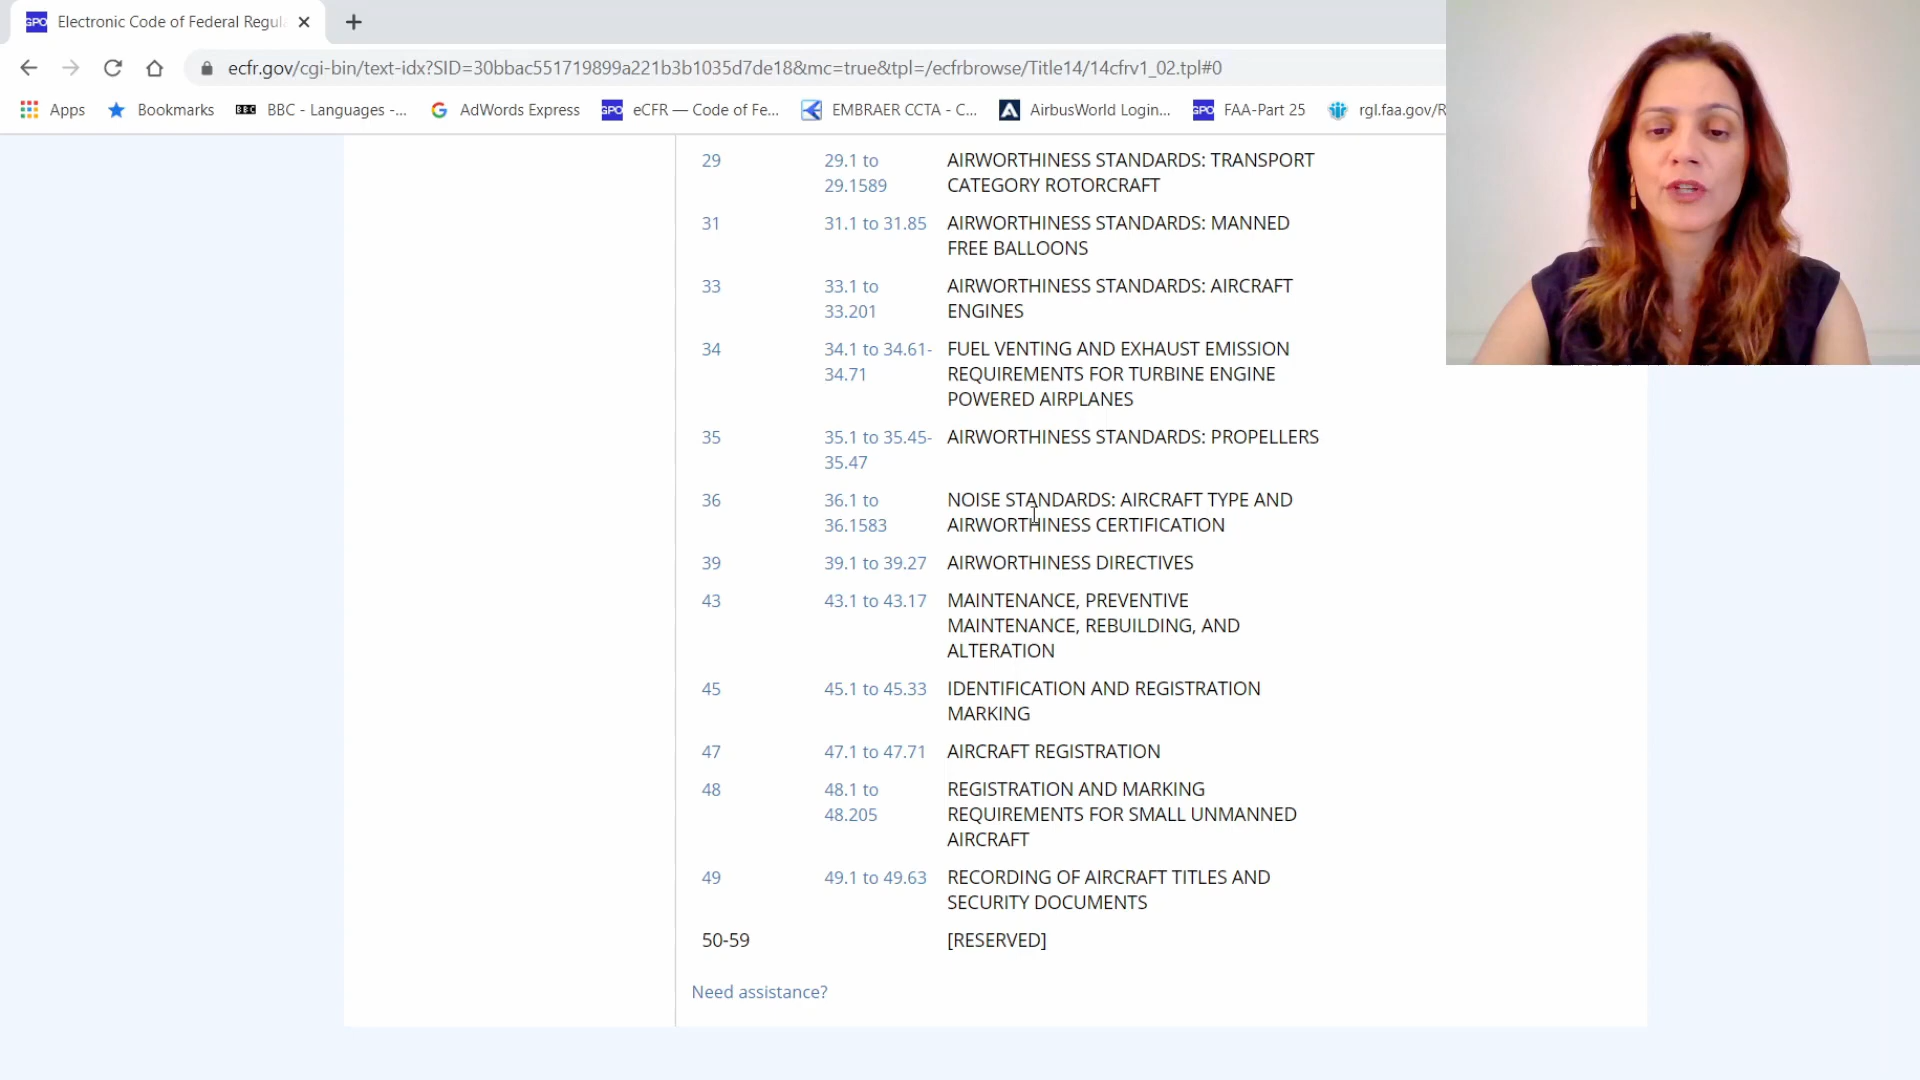 GPO Electronic Code of Federal Regul
ecfr.gov/cgi-bin/text-idx?SID=30bbac551719899a221b3b1035d7de18&mc=true&tpl=/ecfrbrowse/Title14/14cfrv1_02.tpl#0
Apps Bookmarks BBC BBC - Languages -... AdWords Express GPO eCFR — Code of Fe... EMBRAER CCTA - C... AirbusWorld Login... GPO FAA-Part 25 rgl.faa.gov/R
29 29.1 to AIRWORTHINESS STANDARDS: TRANSPORT
29.1589 CATEGORY ROTORCRAFT
31 31.1 to 31.85 AIRWORTHINESS STANDARDS: MANNED
FREE BALLOONS
33 33.1 to AIRWORTHINESS STANDARDS: AIRCRAFT
33.201 ENGINES
34 34.1 to 34.61- FUEL VENTING AND EXHAUST EMISSION
34.71 REQUIREMENTS FOR TURBINE ENGINE
POWERED AIRPLANES
35 35.1 to 35.45- AIRWORTHINESS STANDARDS: PROPELLERS
35.47
36 36.1 to NOISE STANDARDS: AIRCRAFT TYPE AND
36.1583 AIRWORTHINESS CERTIFICATION
39 39.1 to 39.27 AIRWORTHINESS DIRECTIVES
43 43.1 to 43.17 MAINTENANCE, PREVENTIVE
MAINTENANCE, REBUILDING, AND
ALTERATION
45 45.1 to 45.33 IDENTIFICATION AND REGISTRATION
MARKING
47 47.1 to 47.71 AIRCRAFT REGISTRATION
48 48.1 to REGISTRATION AND MARKING
48.205 REQUIREMENTS FOR SMALL UNMANNED
AIRCRAFT
49 49.1 to 49.63 RECORDING OF AIRCRAFT TITLES AND
SECURITY DOCUMENTS
50-59 [RESERVED]
Need assistance?